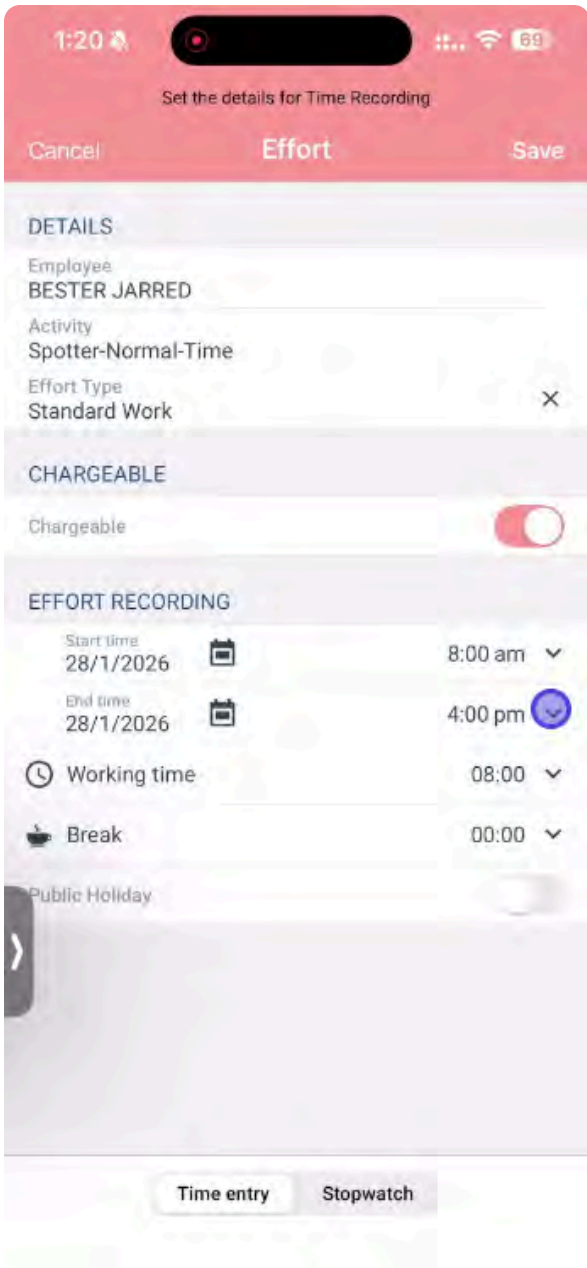 1:20
69
Set the details for Time Recording
Cancel Effort Save
DETAILS
Employee
BESTER JARRED
Activity
Spotter-Normal-Time
Effort Type
Standard Work
CHARGEABLE
Chargeable
EFFORT RECORDING
Start time
28/1/2026 8:00 am
End time
28/1/2026 4:00 pm
Working time 08:00
Break 00:00
Public Holiday
Time entry Stopwatch